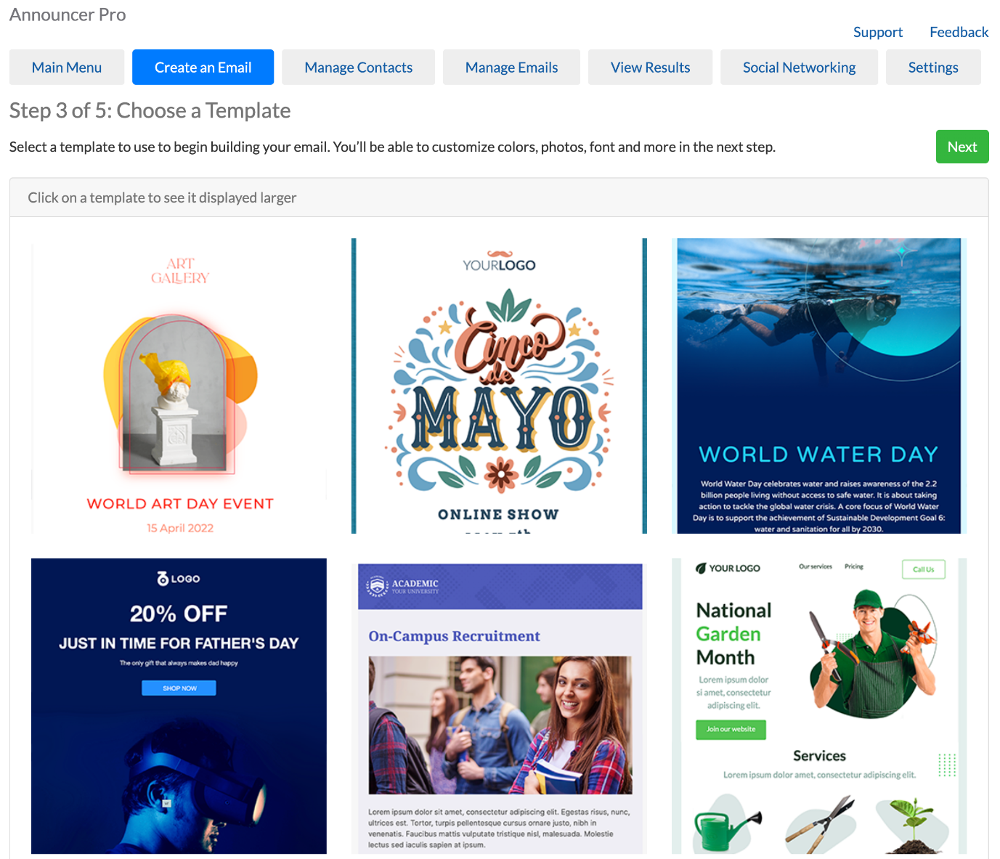 Announcer Pro
Support Feedback
Main Menu Create an Email Manage Contacts Manage Emails View Results Social Networking Settings
Step 3 of 5: Choose a Template
Select a template to use to begin building your email. You’ll be able to customize colors, photos, font and more in the next step.
Next
Click on a template to see it displayed larger
ART
GALLERY
WORLD ART DAY EVENT
15 April 2022
YOURLOGO
Cinco
de
MAYO
ONLINE SHOW
WORLD WATER DAY
World Water Day celebrates water and raises awareness of the 2.2
billion people living without access to safe water. It is about taking
action to tackle the global water crisis. A core focus of World Water
Day is to support the achievement of Sustainable Development Goal 6:
water and sanitation for all by 2030.
LOGO
20% OFF
JUST IN TIME FOR FATHER'S DAY
The only gift that always makes dad happy
SHOP NOW
ACADEMIC
YOUR UNIVERSITY
On-Campus Recruitment
Lorem ipsum dolor sit amet, consectetur adipiscing elit. Egestas risus, nunc,
ultrices est. Tortor, turpis pellentesque cursus ornare justo, nibh in
venenatis. Faucibus mattis vulputate tristique nisl, malesuada. Molestie
lectus sed iaculis sapien at ipsum.
YOUR LOGO Our services Pricing Call Us
National
Garden
Month
Lorem ipsum dolor
si amet, consectetur
adipiscing elit.
Join our website
Services
Lorem ipsum dolor amet, consectetur adipiscing elit.